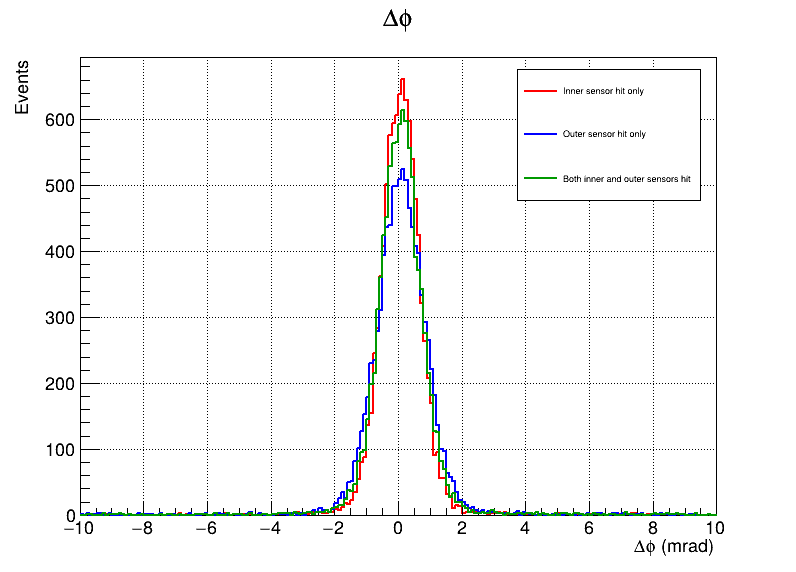 Δϕ
Events
Inner sensor hit only
Outer sensor hit only
Both inner and outer sensors hit
600
500
400
300
200
100
0
−10 −8 −6 −4 −2 0 2 4 6 8 10
Δϕ (mrad)